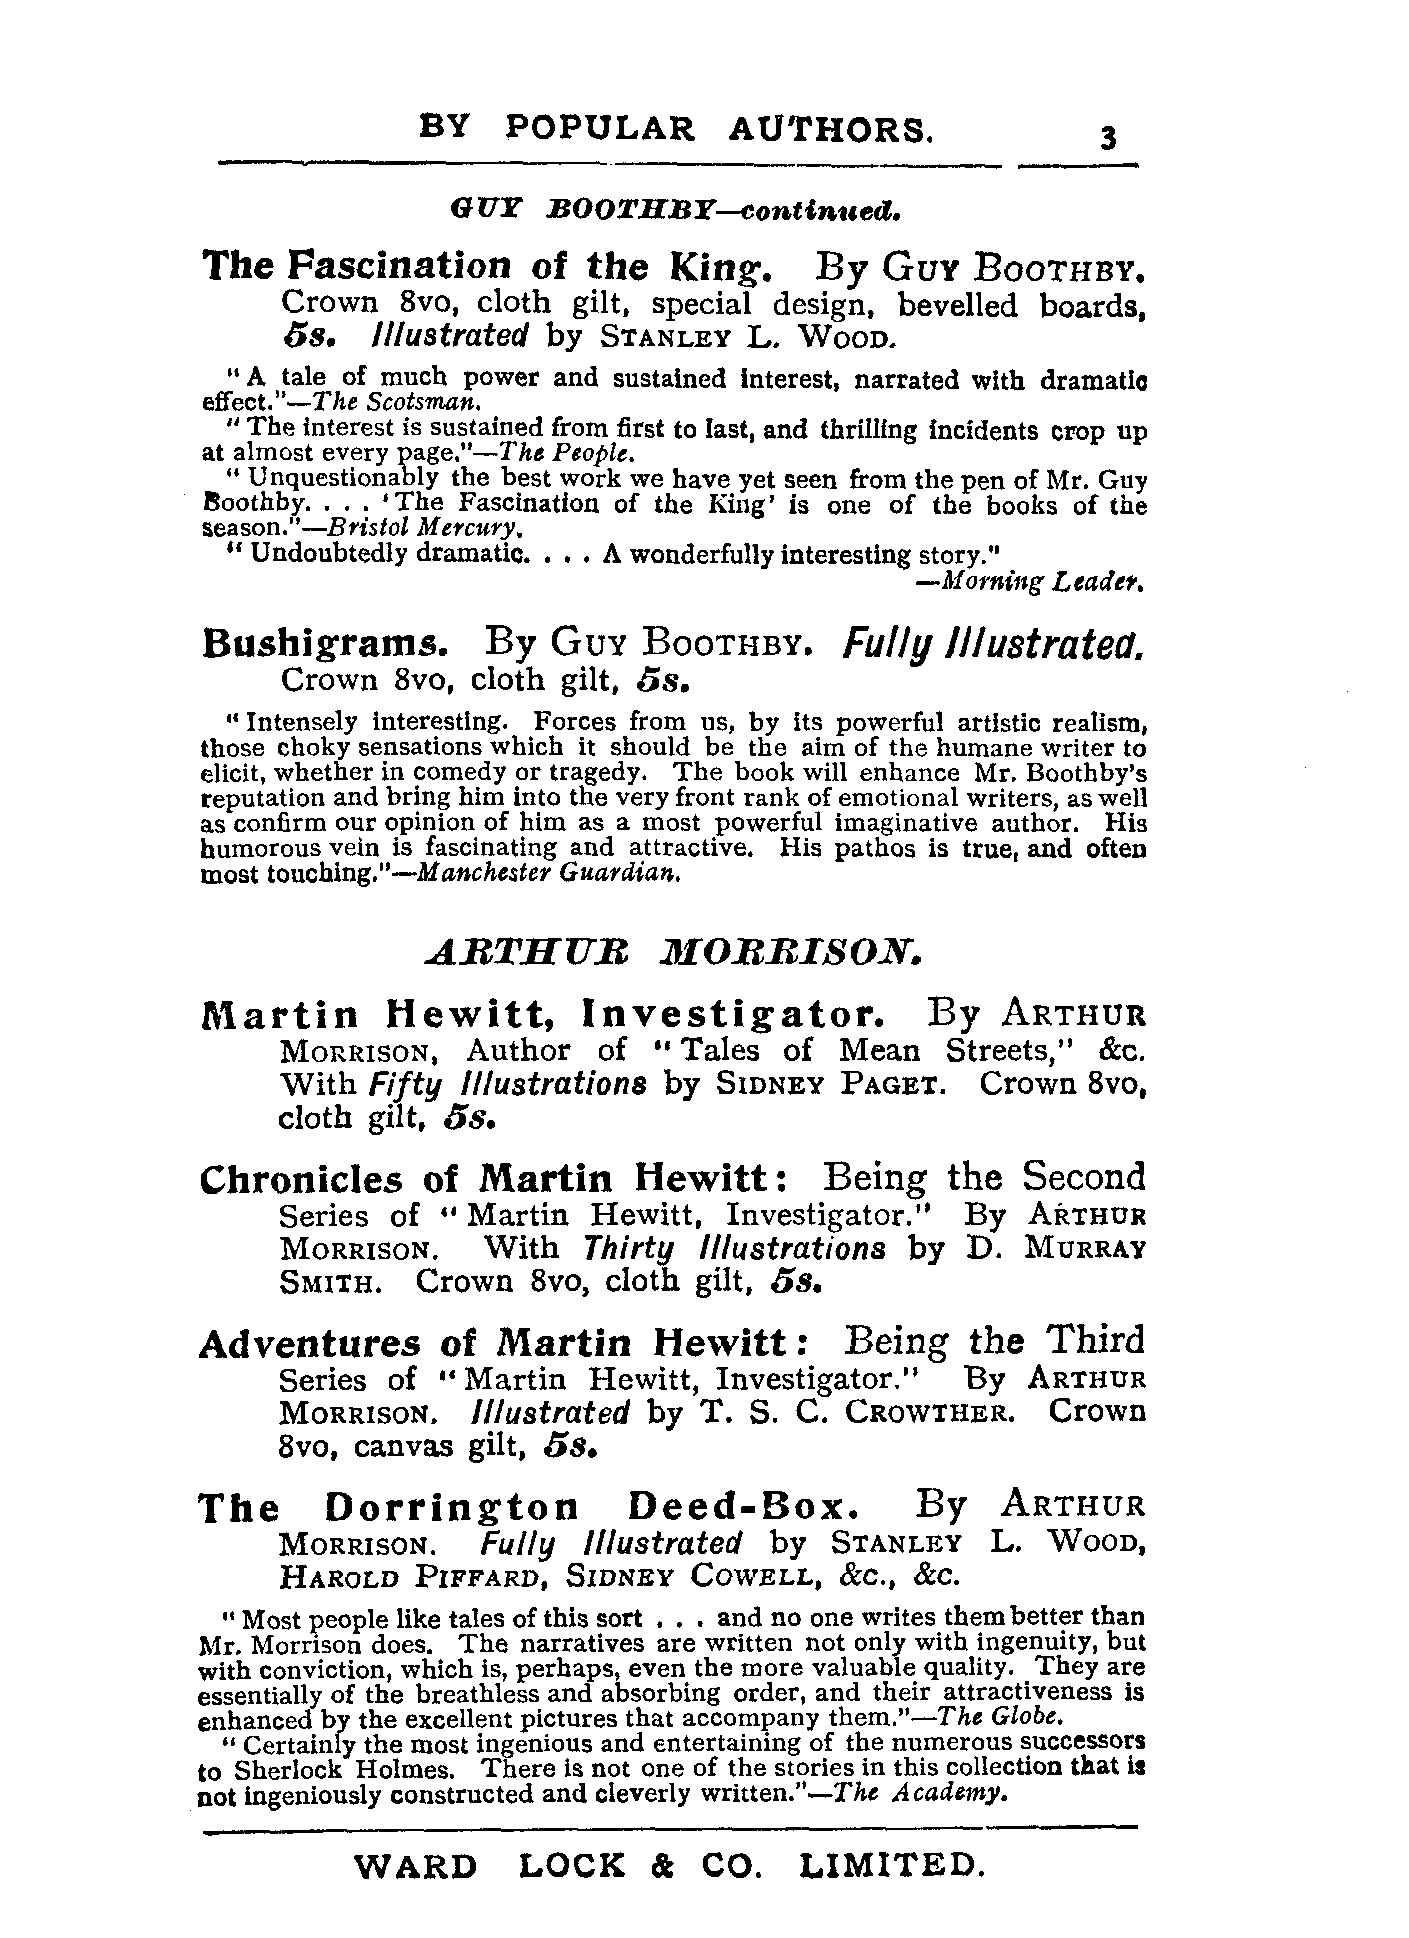 BY POPULAR AUTHORS. 3
GUY BOOTHBY—continued.
The Fascination of the King. By GUY BOOTHBY.
Crown 8vo, cloth gilt, special design, bevelled boards,
5s. Illustrated by STANLEY L. WOOD.
"A tale of much power and sustained interest, narrated with dramatic
effect."—The Scotsman.
"The interest is sustained from first to last, and thrilling incidents crop up
at almost every page."—The People.
"Unquestionably the best work we have yet seen from the pen of Mr. Guy
Boothby. . . . 'The Fascination of the King' is one of the books of the
season."—Bristol Mercury.
"Undoubtedly dramatic. . . . A wonderfully interesting story."
—Morning Leader.
Bushigrams. By GUY BOOTHBY. Fully Illustrated.
Crown 8vo, cloth gilt, 5s.
"Intensely interesting. Forces from us, by its powerful artistic realism,
those choky sensations which it should be the aim of the humane writer to
elicit, whether in comedy or tragedy. The book will enhance Mr. Boothby's
reputation and bring him into the very front rank of emotional writers, as well
as confirm our opinion of him as a most powerful imaginative author. His
humorous vein is fascinating and attractive. His pathos is true, and often
most touching."—Manchester Guardian.
ARTHUR MORRISON.
Martin Hewitt, Investigator. By ARTHUR
MORRISON, Author of "Tales of Mean Streets," &c.
With Fifty Illustrations by SIDNEY PAGET. Crown 8vo,
cloth gilt, 5s.
Chronicles of Martin Hewitt: Being the Second
Series of "Martin Hewitt, Investigator." By ARTHUR
MORRISON. With Thirty Illustrations by D. MURRAY
SMITH. Crown 8vo, cloth gilt, 5s.
Adventures of Martin Hewitt: Being the Third
Series of "Martin Hewitt, Investigator." By ARTHUR
MORRISON. Illustrated by T. S. C. CROWTHER. Crown
8vo, canvas gilt, 5s.
The Dorrington Deed-Box. By ARTHUR
MORRISON. Fully Illustrated by STANLEY L. WOOD,
HAROLD PIFFARD, SIDNEY COWELL, &c., &c.
"Most people like tales of this sort . . . and no one writes them better than
Mr. Morrison does. The narratives are written not only with ingenuity, but
with conviction, which is, perhaps, even the more valuable quality. They are
essentially of the breathless and absorbing order, and their attractiveness is
enhanced by the excellent pictures that accompany them."—The Globe.
"Certainly the most ingenious and entertaining of the numerous successors
to Sherlock Holmes. There is not one of the stories in this collection that is
not ingeniously constructed and cleverly written."—The Academy.
WARD LOCK & CO. LIMITED.